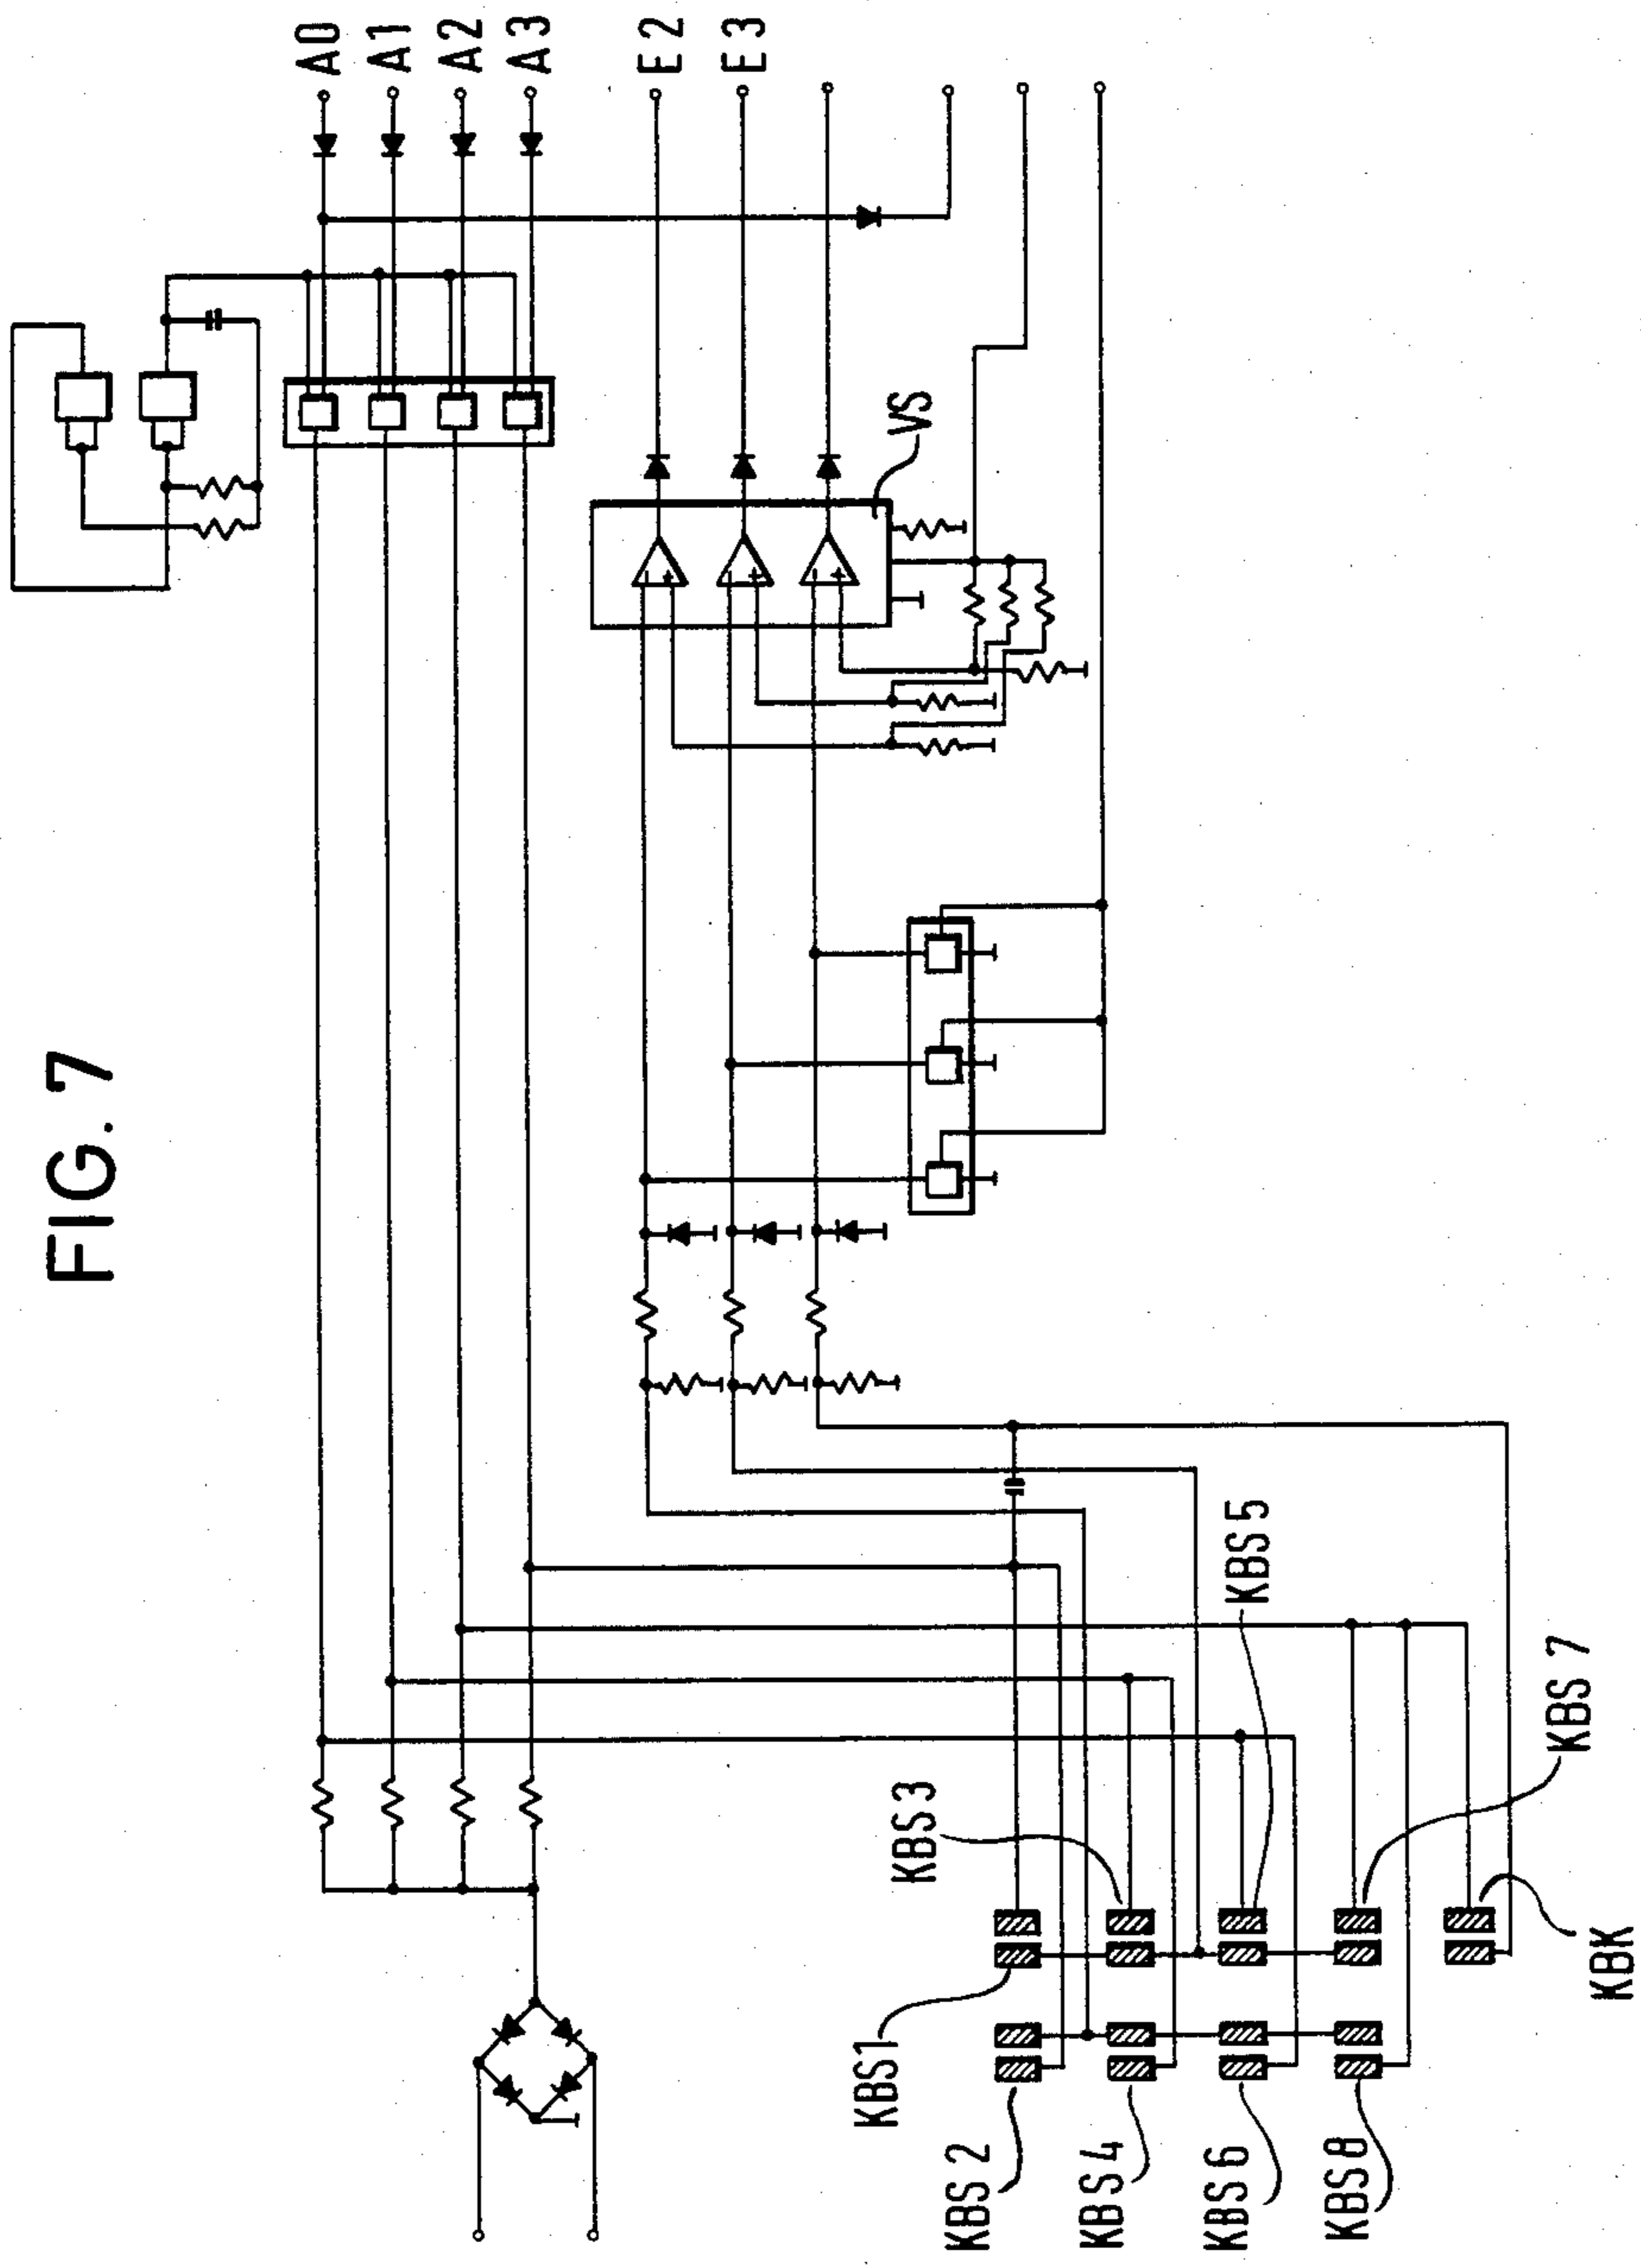 FIG. 7
A0
A1
A2
A3
E2
E3
VS
KBS1
KBS2
KBS3
KBS4
KBS5
KBS6
KBS7
KBS8
KBK